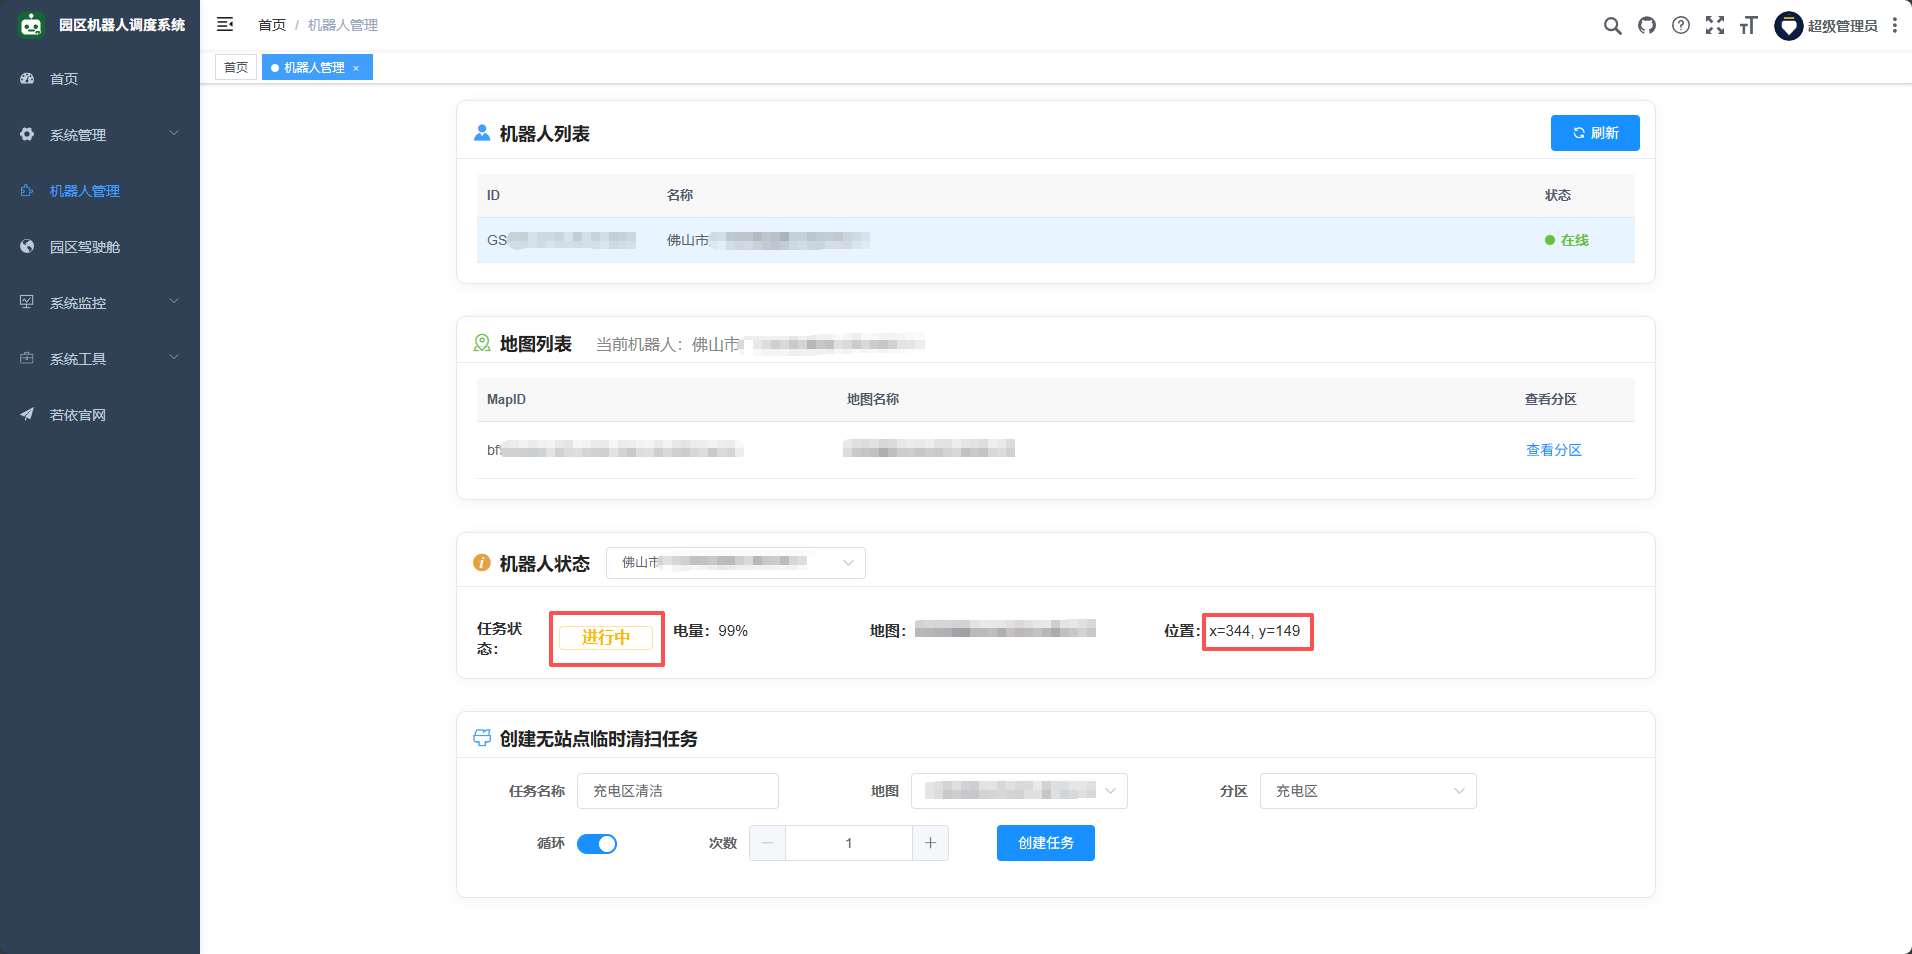 园区机器人调度系统
首页 / 机器人管理
超级管理员
首页
机器人管理 ×
首页
系统管理
机器人管理
园区驾驶舱
系统监控
系统工具
若依官网
机器人列表
刷新
ID 名称 状态
GS 佛山市 在线
地图列表 当前机器人：佛山市
MapID 地图名称 查看分区
bf 查看分区
机器人状态 佛山市
任务状态： 进行中 电量：99% 地图： 位置：x=344, y=149
创建无站点临时清扫任务
任务名称 充电区清洁 地图 分区 充电区
循环 次数 1 创建任务